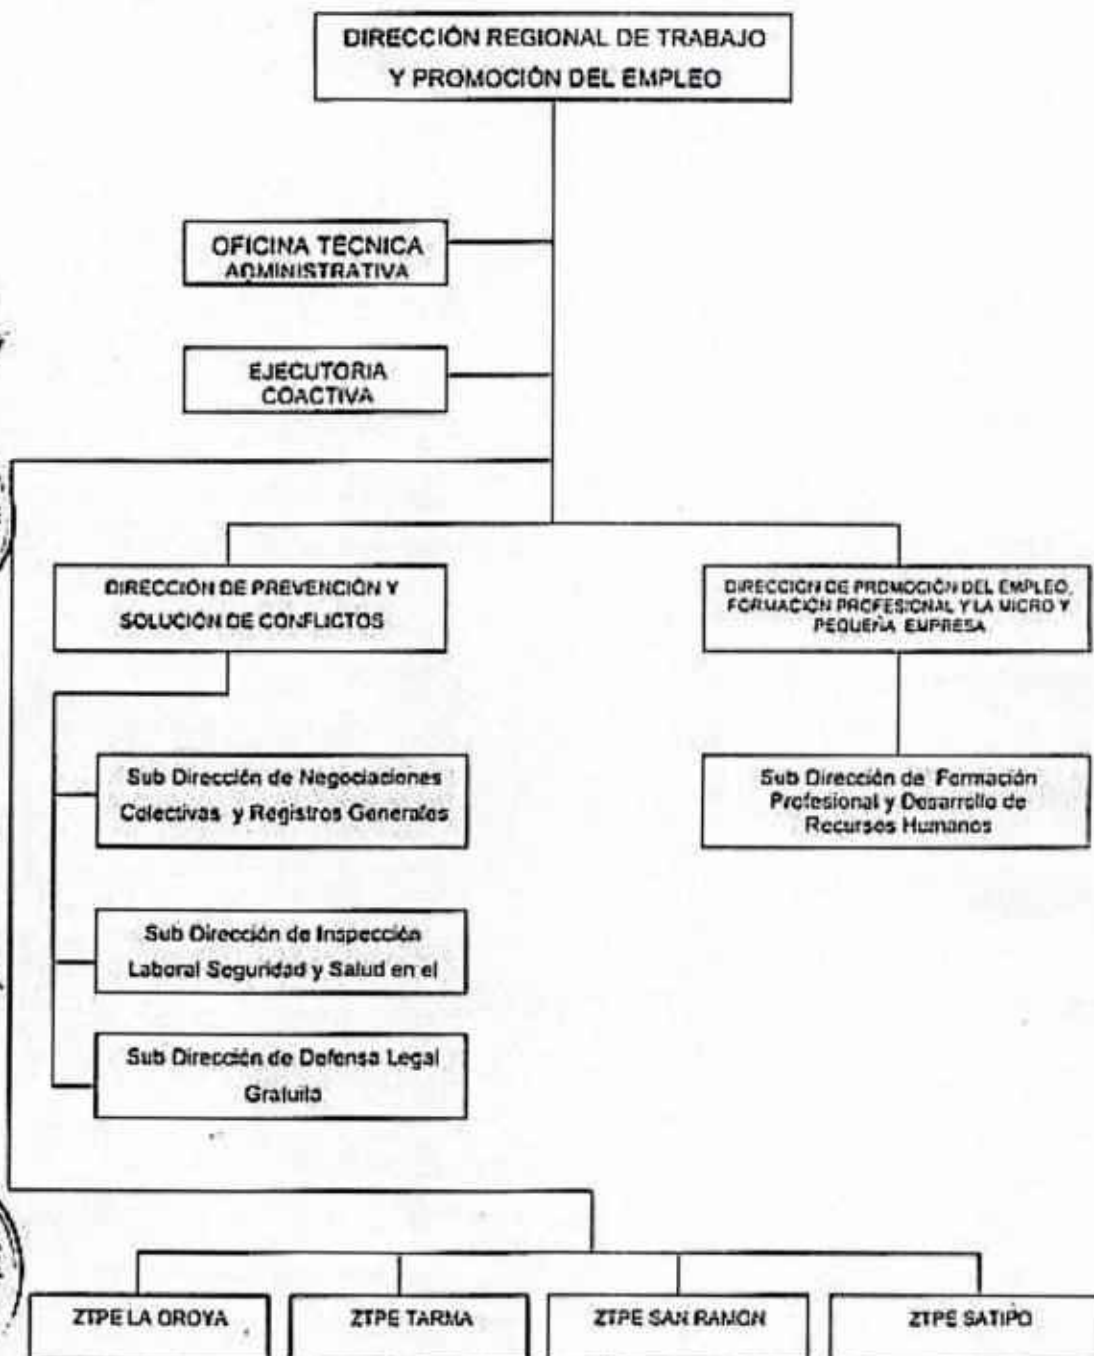 DIRECCIÓN REGIONAL DE TRABAJO
Y PROMOCIÓN DEL EMPLEO
OFICINA TÉCNICA
ADMINISTRATIVA
EJECUTORIA
COACTIVA
DIRECCIÓN DE PREVENCIÓN Y
SOLUCIÓN DE CONFLICTOS
DIRECCIÓN DE PROMOCIÓN DEL EMPLEO,
FORMACIÓN PROFESIONAL Y LA MICRO Y
PEQUEÑA EMPRESA
Sub Dirección de Negociaciones
Colectivas y Registros Generales
Sub Dirección de Formación
Profesional y Desarrollo de
Recursos Humanos
Sub Dirección de Inspección
Laboral Seguridad y Salud en el
Sub Dirección de Defensa Legal
Gratuita
ZTPE LA OROYA
ZTPE TARMA
ZTPE SAN RAMON
ZTPE SATIPO